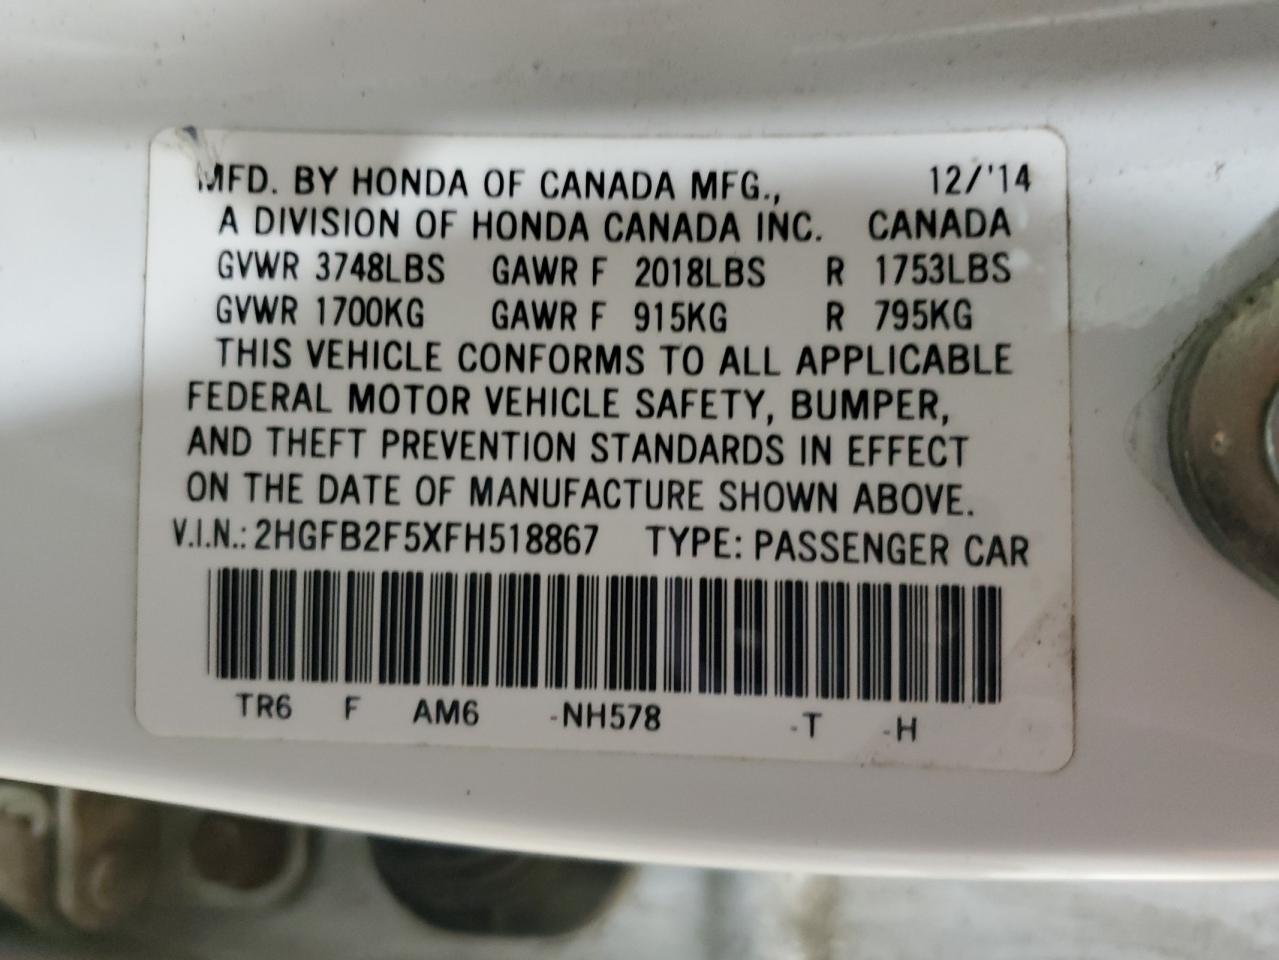 MFD. BY HONDA OF CANADA MFG., 12/'14
A DIVISION OF HONDA CANADA INC. CANADA
GVWR 3748LBS GAWR F 2018LBS R 1753LBS
GVWR 1700KG GAWR F 915KG R 795KG
THIS VEHICLE CONFORMS TO ALL APPLICABLE
FEDERAL MOTOR VEHICLE SAFETY, BUMPER,
AND THEFT PREVENTION STANDARDS IN EFFECT
ON THE DATE OF MANUFACTURE SHOWN ABOVE.
V.I.N.: 2HGFB2F5XFH518867 TYPE: PASSENGER CAR
TR6 F AM6 -NH578 -T -H